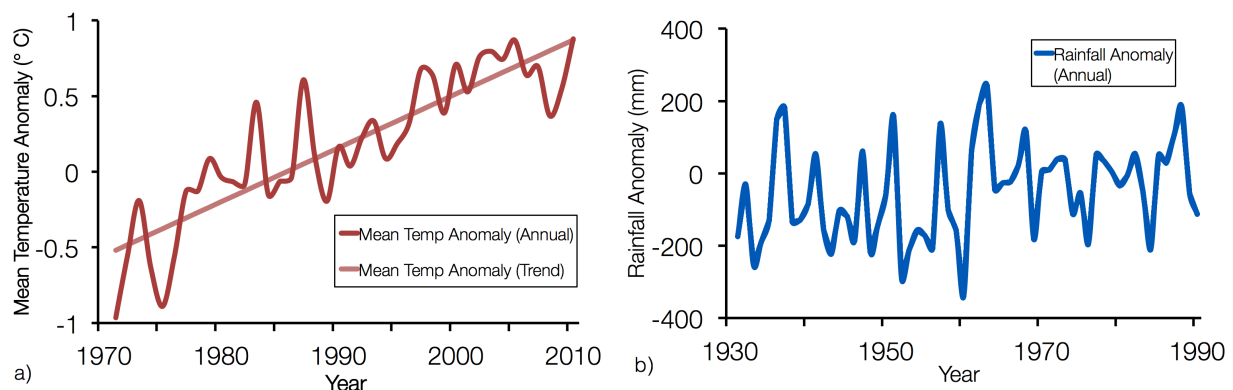 Mean Temperature Anomaly (° C)
1
0.5
0
-0.5
-1
1970
1980
1990
2000
2010
Year
Mean Temp Anomaly (Annual)
Mean Temp Anomaly (Trend)
a)
Rainfall Anomaly (mm)
400
200
0
-200
-400
1930
1950
1970
1990
Year
Rainfall Anomaly
(Annual)
b)